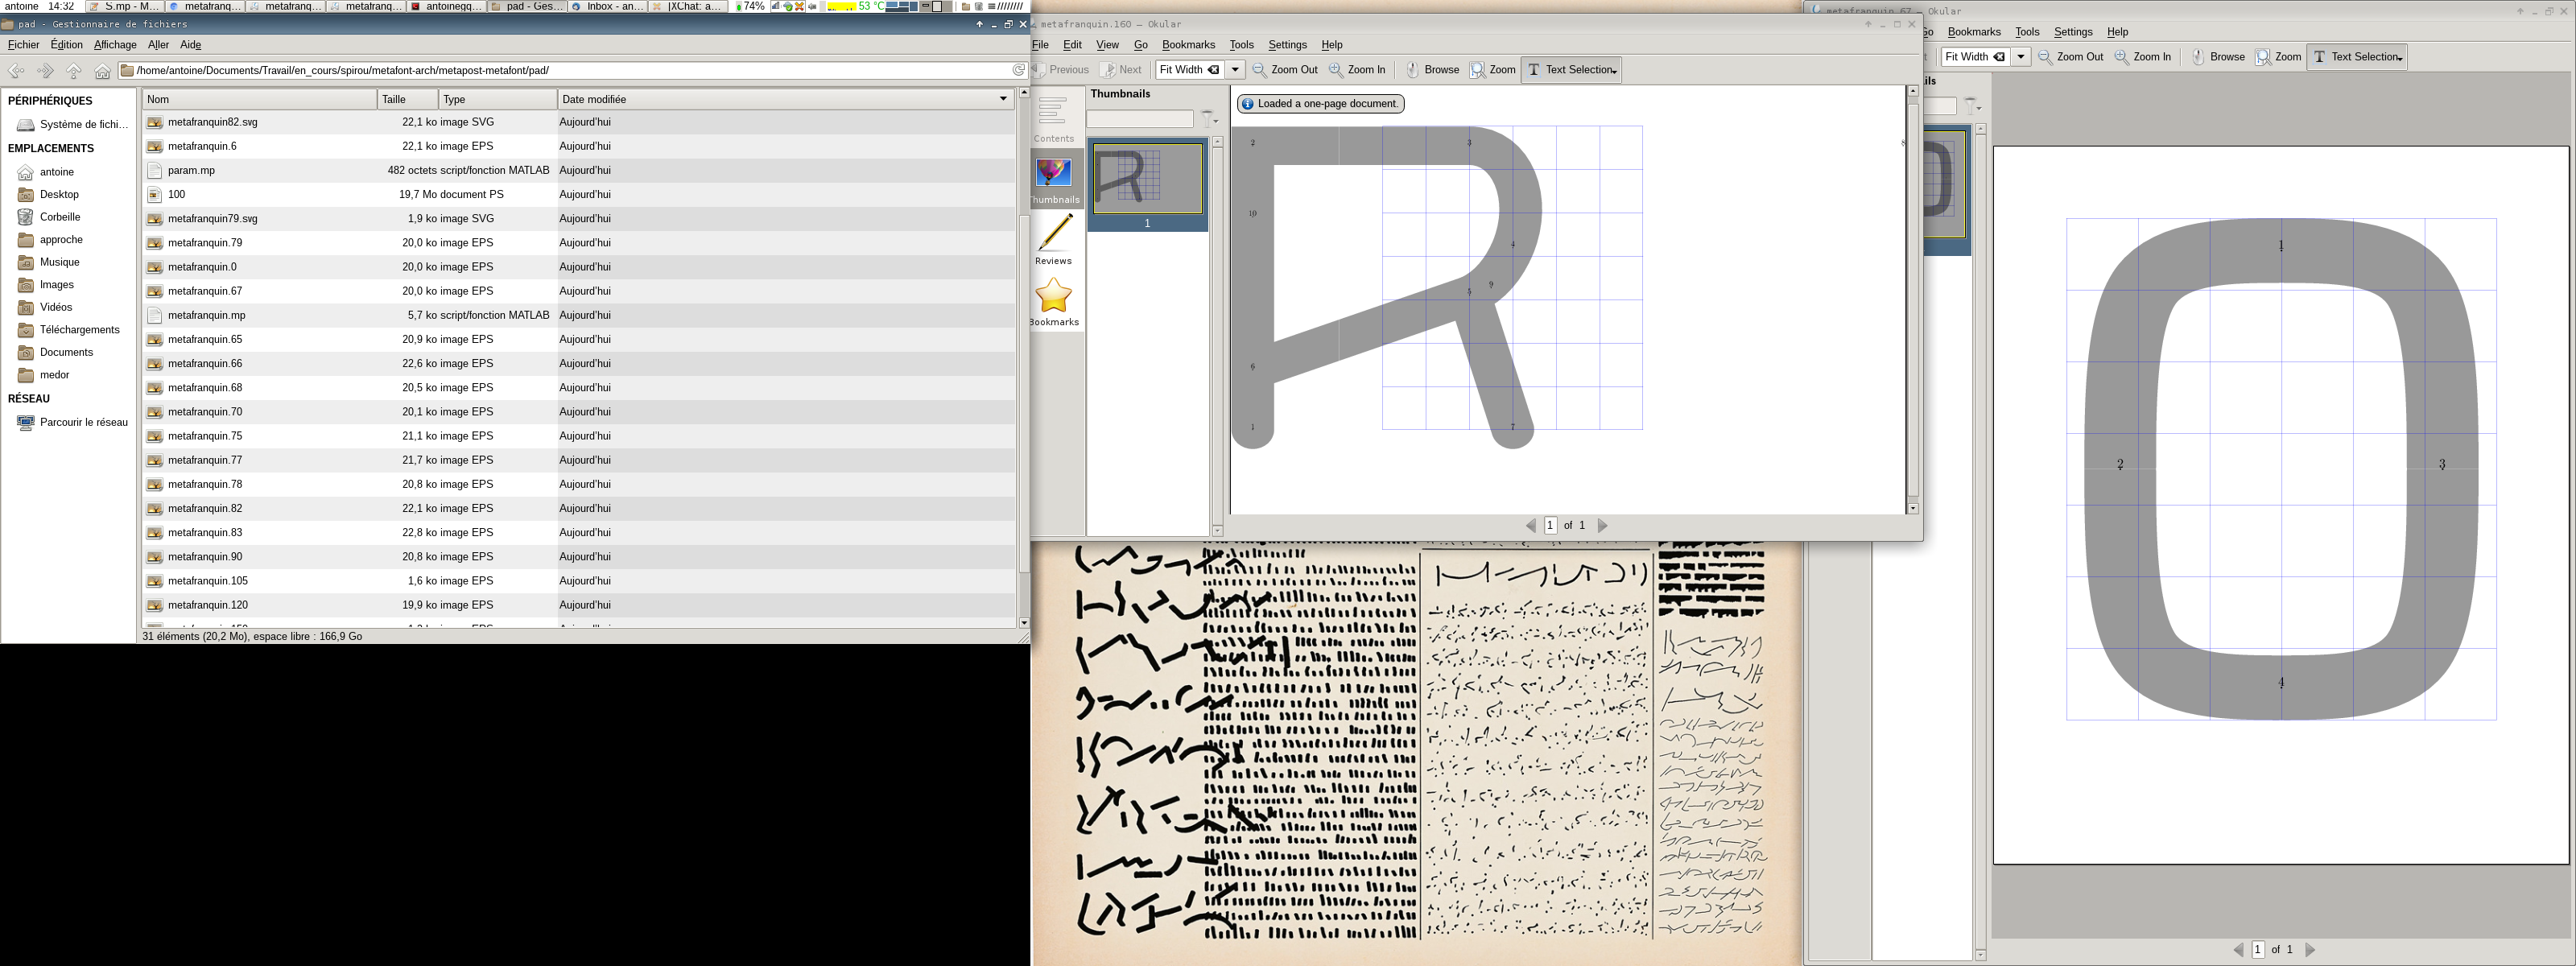 antoine 14:32 S.mp - M... metafranq... metafranq... metafranq... antoinegq... pad - Ges... Inbox - an... |XChat: a... 74% 53 °C
pad - Gestionnaire de fichiers
Fichier Édition Affichage Aller Aide
/home/antoine/Documents/Travail/en_cours/spirou/metafont-arch/metapost-metafont/pad/
PÉRIPHÉRIQUES
Système de fichi...
EMPLACEMENTS
antoine
Desktop
Corbeille
approche
Musique
Images
Vidéos
Téléchargements
Documents
medor
RÉSEAU
Parcourir le réseau
Nom Taille Type Date modifiée
metafranquin82.svg 22,1 ko image SVG Aujourd'hui
metafranquin.6 22,1 ko image EPS Aujourd'hui
param.mp 482 octets script/fonction MATLAB Aujourd'hui
100 19,7 Mo document PS Aujourd'hui
metafranquin79.svg 1,9 ko image SVG Aujourd'hui
metafranquin.79 20,0 ko image EPS Aujourd'hui
metafranquin.0 20,0 ko image EPS Aujourd'hui
metafranquin.67 20,0 ko image EPS Aujourd'hui
metafranquin.mp 5,7 ko script/fonction MATLAB Aujourd'hui
metafranquin.65 20,9 ko image EPS Aujourd'hui
metafranquin.66 22,6 ko image EPS Aujourd'hui
metafranquin.68 20,5 ko image EPS Aujourd'hui
metafranquin.70 20,1 ko image EPS Aujourd'hui
metafranquin.75 21,1 ko image EPS Aujourd'hui
metafranquin.77 21,7 ko image EPS Aujourd'hui
metafranquin.78 20,8 ko image EPS Aujourd'hui
metafranquin.82 22,1 ko image EPS Aujourd'hui
metafranquin.83 22,8 ko image EPS Aujourd'hui
metafranquin.90 20,8 ko image EPS Aujourd'hui
metafranquin.105 1,6 ko image EPS Aujourd'hui
metafranquin.120 19,9 ko image EPS Aujourd'hui
31 éléments (20,2 Mo), espace libre : 166,9 Go
metafranquin.160 – Okular
File Edit View Go Bookmarks Tools Settings Help
Previous Next Fit Width Zoom Out Zoom In Browse Zoom Text Selection
Contents
Thumbnails
Reviews
Bookmarks
Thumbnails
1
Loaded a one-page document.
R
2 3
10
4
9
5
6
1 7
1 of 1
metafranquin.67 – Okular
Go Bookmarks Tools Settings Help
Fit Width Zoom Out Zoom In Browse Zoom Text Selection
ils
1
2 3
4
1 of 1